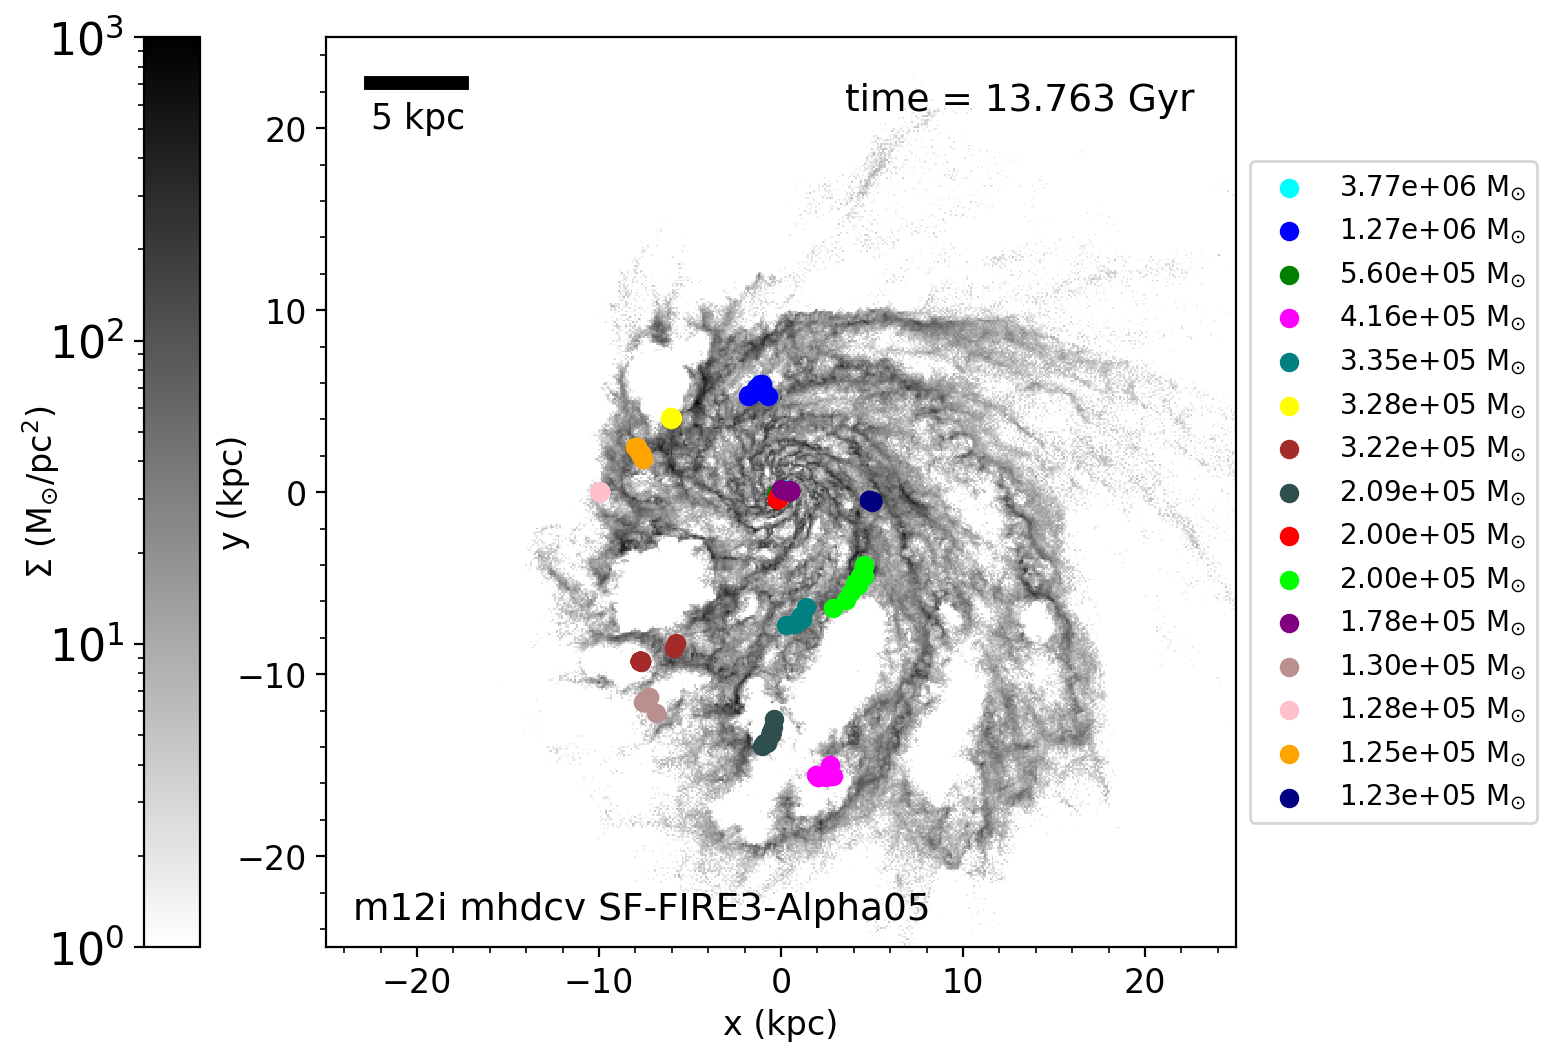 10³
10²
10¹
10⁰
Σ (M☉/pc²)
y (kpc)
20
10
0
−10
−20
5 kpc
time = 13.763 Gyr
m12i mhdcv SF-FIRE3-Alpha05
−20 −10 0 10 20
x (kpc)
3.77e+06 M☉
1.27e+06 M☉
5.60e+05 M☉
4.16e+05 M☉
3.35e+05 M☉
3.28e+05 M☉
3.22e+05 M☉
2.09e+05 M☉
2.00e+05 M☉
2.00e+05 M☉
1.78e+05 M☉
1.30e+05 M☉
1.28e+05 M☉
1.25e+05 M☉
1.23e+05 M☉